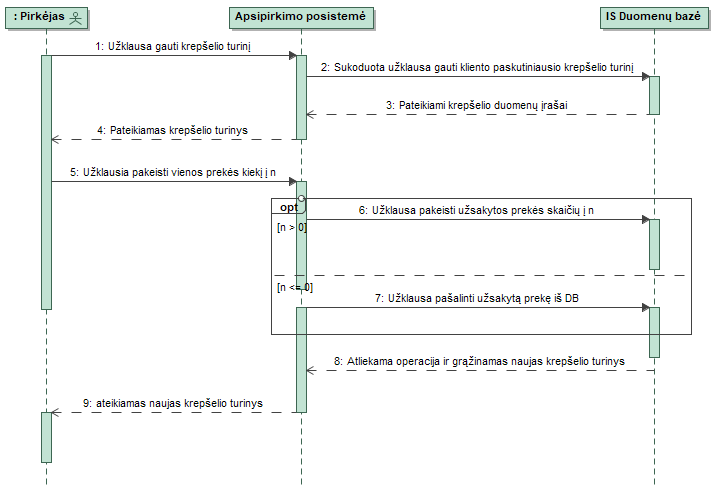 : Pirkėjas
Apsipirkimo posistemė
IS Duomenų bazė
1: Užklausa gauti krepšelio turinį
2: Sukoduota užklausa gauti kliento paskutiniausio krepšelio turinį
3: Pateikiami krepšelio duomenų įrašai
4: Pateikiamas krepšelio turinys
5: Užklausia pakeisti vienos prekės kiekį į n
opt
6: Užklausa pakeisti užsakytos prekės skaičių į n
[n > 0]
[n <= 0]
7: Užklausa pašalinti užsakytą prekę iš DB
8: Atliekama operacija ir grąžinamas naujas krepšelio turinys
9: ateikiamas naujas krepšelio turinys